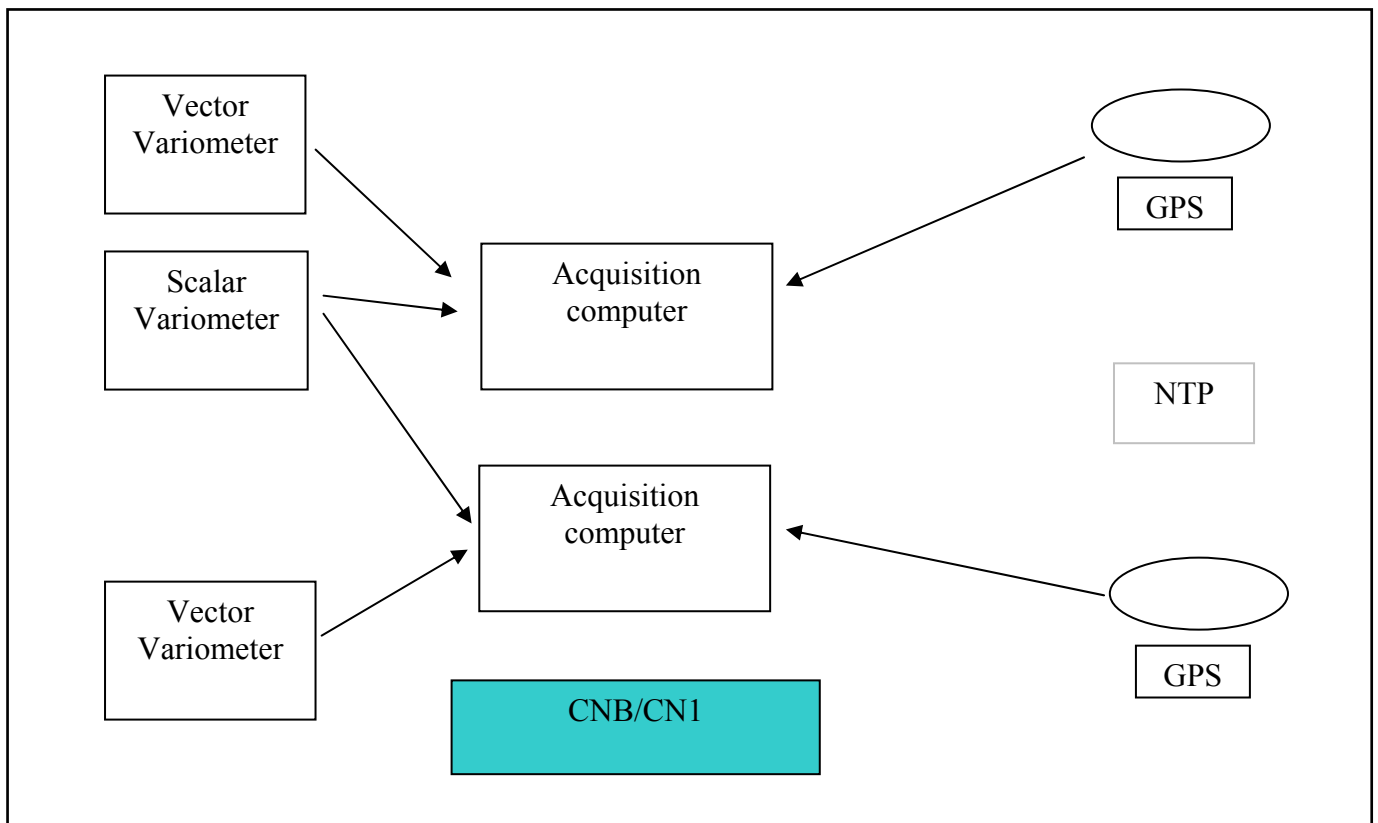 Vector
Variometer
GPS
Scalar
Variometer
Acquisition
computer
NTP
Acquisition
computer
Vector
Variometer
GPS
CNB/CN1